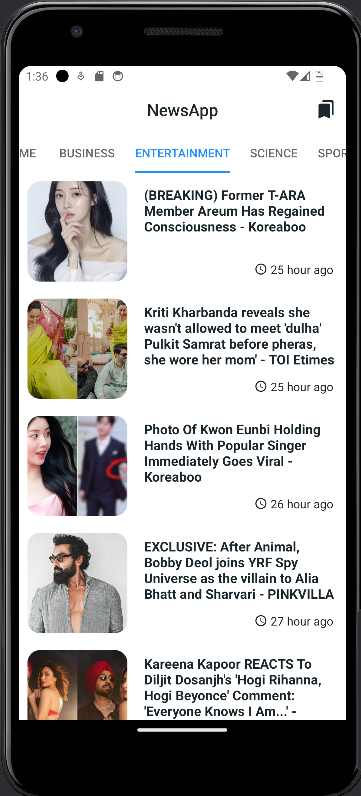 1:36
NewsApp
ME BUSINESS ENTERTAINMENT SCIENCE SPOR
(BREAKING) Former T-ARA
Member Areum Has Regained
Consciousness - Koreaboo
25 hour ago
Kriti Kharbanda reveals she
wasn't allowed to meet 'dulha'
Pulkit Samrat before pheras,
she wore her mom' - TOI Etimes
25 hour ago
Photo Of Kwon Eunbi Holding
Hands With Popular Singer
Immediately Goes Viral -
Koreaboo
26 hour ago
EXCLUSIVE: After Animal,
Bobby Deol joins YRF Spy
Universe as the villain to Alia
Bhatt and Sharvari - PINKVILLA
27 hour ago
Kareena Kapoor REACTS To
Diljit Dosanjh's 'Hogi Rihanna,
Hogi Beyonce' Comment:
'Everyone Knows I Am...' -